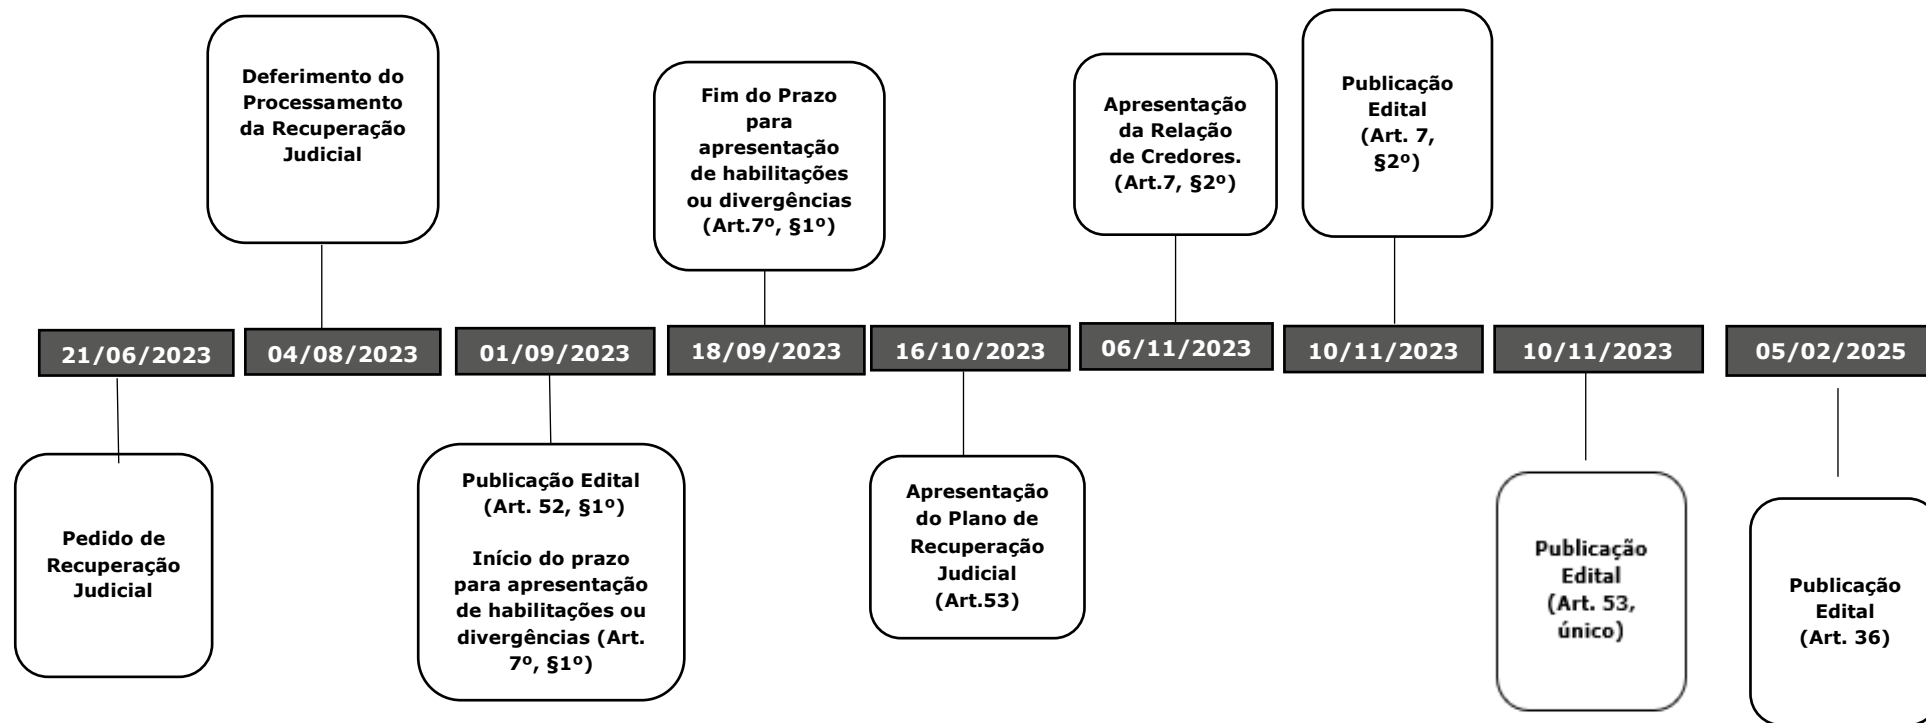 Deferimento do
Processamento
da Recuperação
Judicial
Fim do Prazo
para
apresentação
de habilitações
ou divergências
(Art.7º, §1º)
Apresentação
da Relação
de Credores.
(Art.7, §2º)
Publicação
Edital
(Art. 7,
§2º)
21/06/2023
04/08/2023
01/09/2023
18/09/2023
16/10/2023
06/11/2023
10/11/2023
10/11/2023
05/02/2025
Pedido de
Recuperação
Judicial
Publicação Edital
(Art. 52, §1º)
Início do prazo
para apresentação
de habilitações ou
divergências (Art.
7º, §1º)
Apresentação
do Plano de
Recuperação
Judicial
(Art.53)
Publicação
Edital
(Art. 53,
único)
Publicação
Edital
(Art. 36)